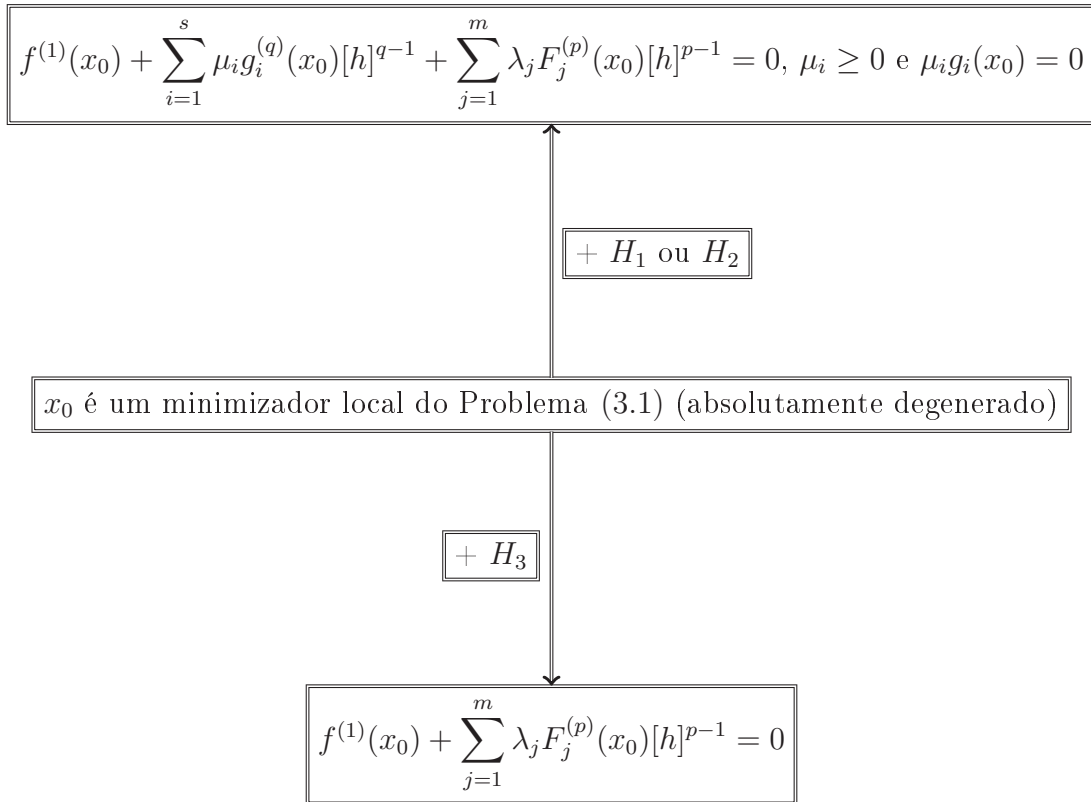 f^{(1)}(x_0) + \sum_{i=1}^{s} \mu_i g_i^{(q)}(x_0)[h]^{q-1} + \sum_{j=1}^{m} \lambda_j F_j^{(p)}(x_0)[h]^{p-1} = 0, \mu_i \geq 0 e \mu_i g_i(x_0) = 0
+ H_1 ou H_2
x_0 é um minimizador local do Problema (3.1) (absolutamente degenerado)
+ H_3
f^{(1)}(x_0) + \sum_{j=1}^{m} \lambda_j F_j^{(p)}(x_0)[h]^{p-1} = 0